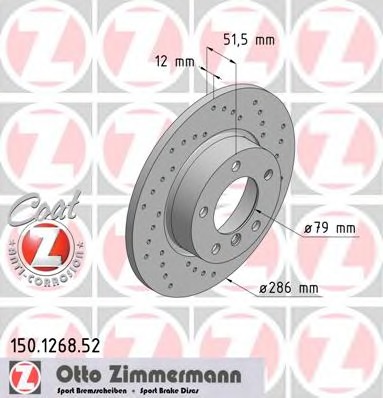 51,5 mm
12 mm
ø79 mm
ø286 mm
Coat
Z
ANTI-CORROSION
150.1268.52
Z
Otto Zimmermann
Sport Bremsscheiben • Sport Brake Discs